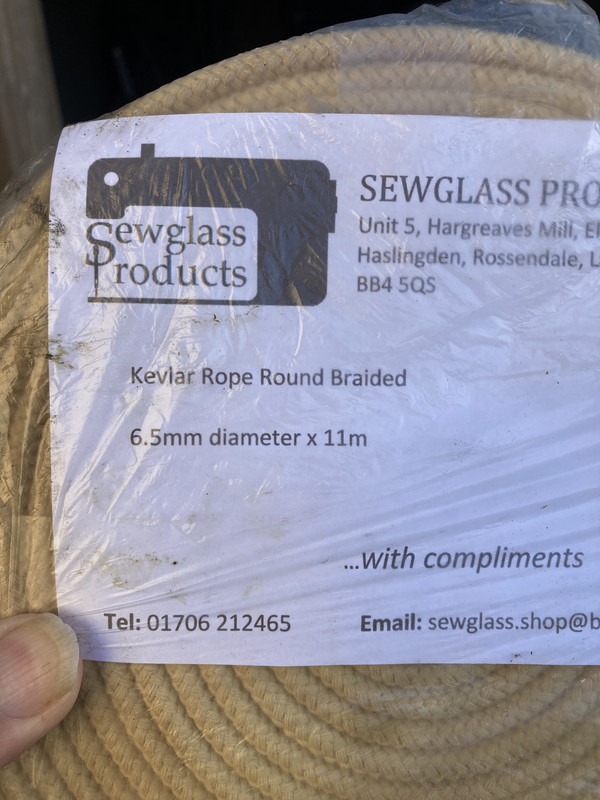 Sewglass
Products
SEWGLASS PRO
Unit 5, Hargreaves Mill,
Haslingden, Rossendale, L
BB4 5QS
Kevlar Rope Round Braided
6.5mm diameter x 11m
...with compliments
Tel: 01706 212465
Email: sewglass.shop@b